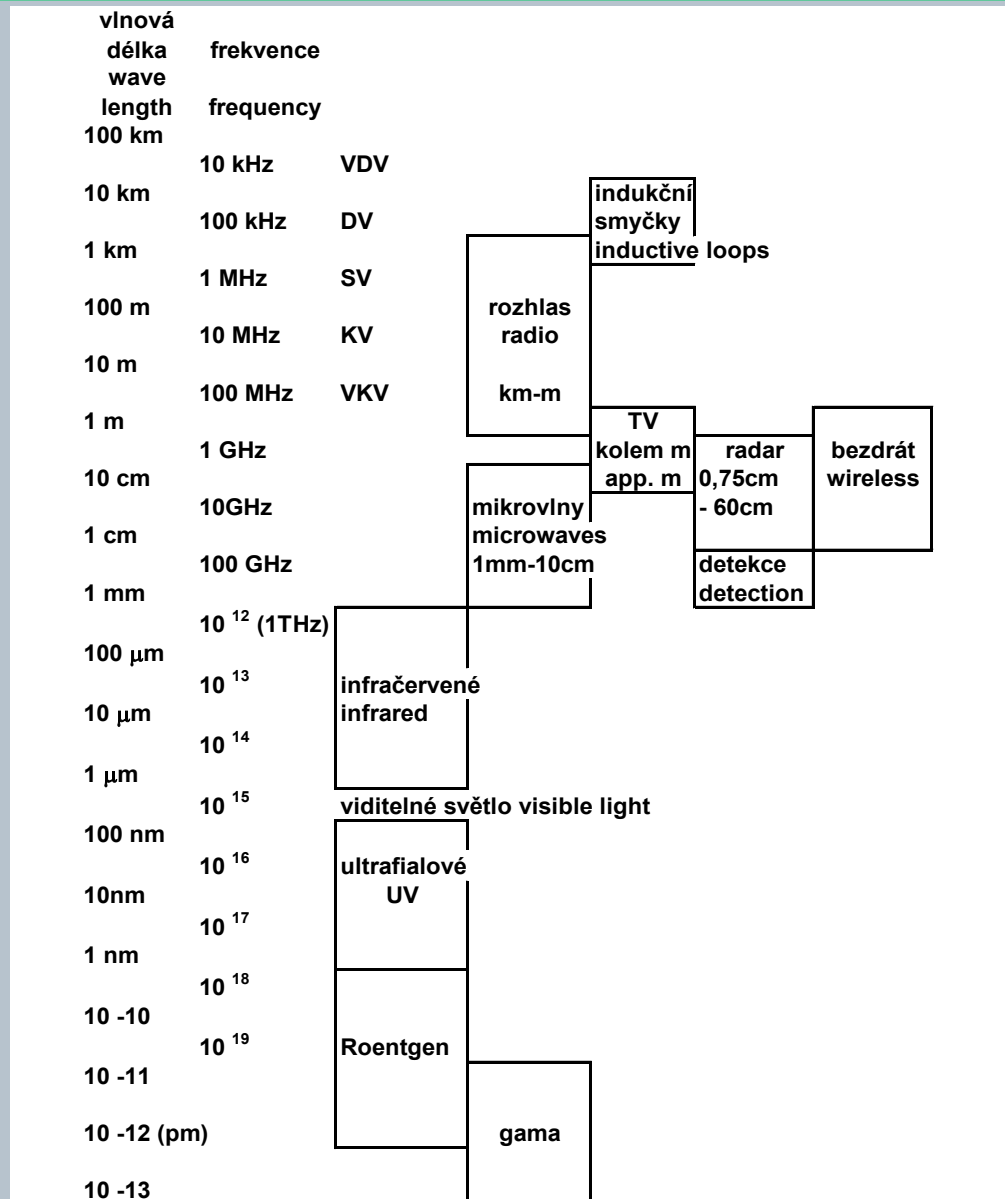 vlnová
délka frekvence
wave
length frequency
100 km
10 kHz VDV
10 km indukční
100 kHz DV smyčky
1 km inductive loops
1 MHz SV
100 m rozhlas
10 MHz KV radio
10 m
100 MHz VKV km-m
1 m TV
1 GHz kolem m radar bezdrát
10 cm app. m 0,75cm wireless
10GHz mikrovlny - 60cm
1 cm microwaves
100 GHz 1mm-10cm detekce
1 mm detection
10 12 (1THz)
100 μm
10 13 infračervené
10 μm infrared
10 14
1 μm
10 15 viditelné světlo visible light
100 nm
10 16 ultrafialové
10nm UV
10 17
1 nm
10 18
10 -10
10 19 Roentgen
10 -11
10 -12 (pm) gama
10 -13